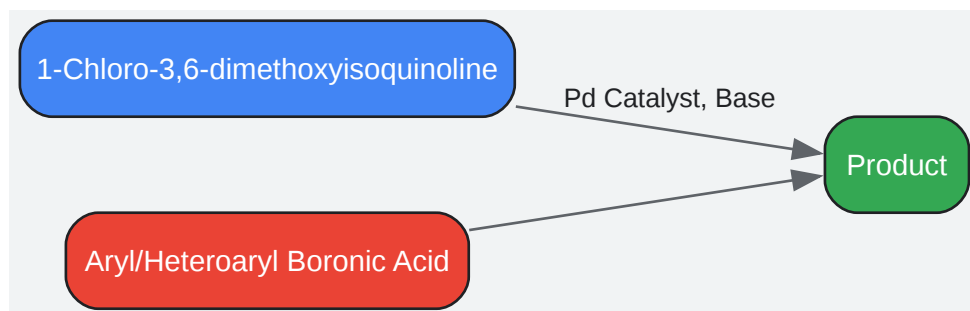 1-Chloro-3,6-dimethoxyisoquinoline
Pd Catalyst, Base
Product
Aryl/Heteroaryl Boronic Acid